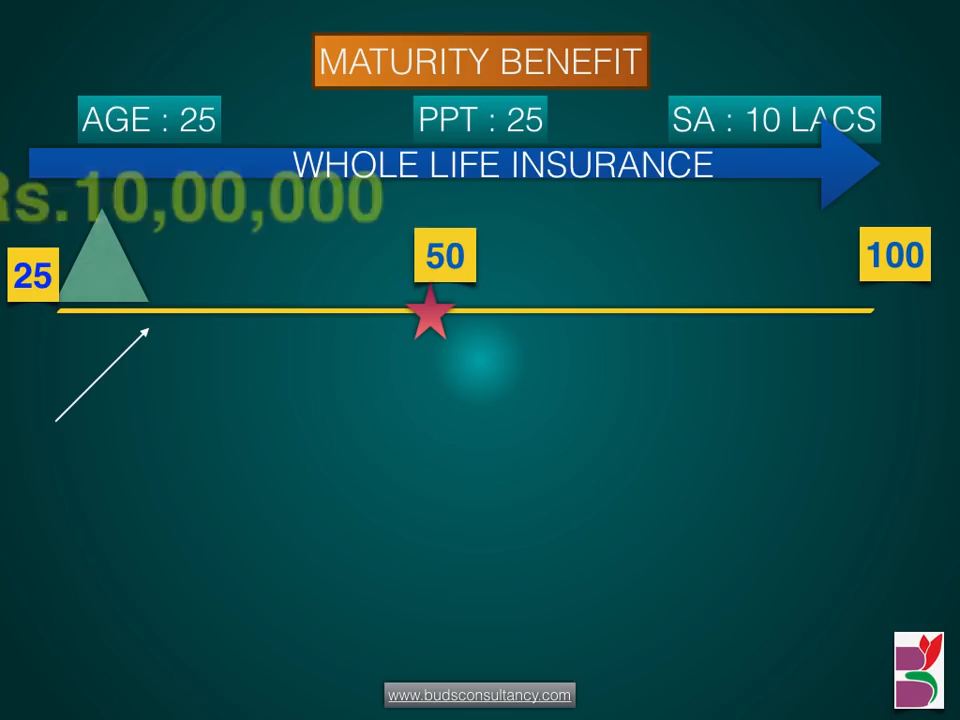 MATURITY BENEFIT
AGE : 25
PPT : 25
SA : 10 LACS
WHOLE LIFE INSURANCE
Rs.10,00,000
25
50
100
www.budsconsultancy.com